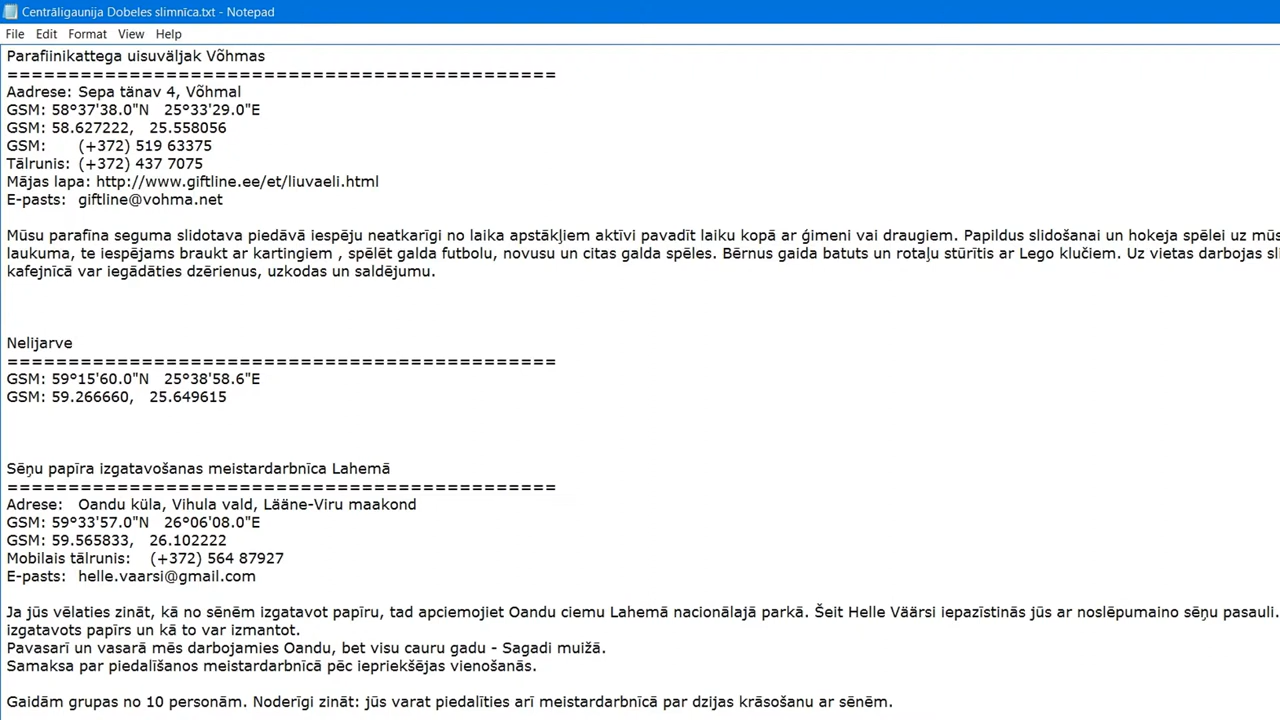 Centrāligaunija Dobeles slimnīca.txt - Notepad
File Edit Format View Help
Parafiinikattega uisuväljak Võhmas
=============================================
Aadrese: Sepa tänav 4, Võhmal
GSM: 58°37'38.0"N 25°33'29.0"E
GSM: 58.627222, 25.558056
GSM: (+372) 519 63375
Tālrunis: (+372) 437 7075
Mājas lapa: http://www.giftline.ee/et/liuvaeli.html
E-pasts: giftline@vohma.net
Mūsu parafīna seguma slidotava piedāvā iespēju neatkarīgi no laika apstākļiem aktīvi pavadīt laiku kopā ar ģimeni vai draugiem. Papildus slidošanai un hokeja spēlei uz mūs
laukuma, te iespējams braukt ar kartingiem , spēlēt galda futbolu, novusu un citas galda spēles. Bērnus gaida batuts un rotaļu stūrītis ar Lego klučiem. Uz vietas darbojas sl
kafejnīcā var iegādāties dzērienus, uzkodas un saldējumu.
Nelijarve
=============================================
GSM: 59°15'60.0"N 25°38'58.6"E
GSM: 59.266660, 25.649615
Sēņu papīra izgatavošanas meistardarbnīca Lahemā
=============================================
Adrese: Oandu küla, Vihula vald, Lääne-Viru maakond
GSM: 59°33'57.0"N 26°06'08.0"E
GSM: 59.565833, 26.102222
Mobilais tālrunis: (+372) 564 87927
E-pasts: helle.vaarsi@gmail.com
Ja jūs vēlaties zināt, kā no sēnēm izgatavot papīru, tad apciemojiet Oandu ciemu Lahemā nacionālajā parkā. Šeit Helle Väärsi iepazīstinās jūs ar noslēpumaino sēņu pasauli.
izgatavots papīrs un kā to var izmantot.
Pavasarī un vasarā mēs darbojamies Oandu, bet visu cauru gadu - Sagadi muižā.
Samaksa par piedalīšanos meistardarbnīcā pēc iepriekšējas vienošanās.
Gaidām grupas no 10 personām. Noderīgi zināt: jūs varat piedalīties arī meistardarbnīcā par dzijas krāsošanu ar sēnēm.